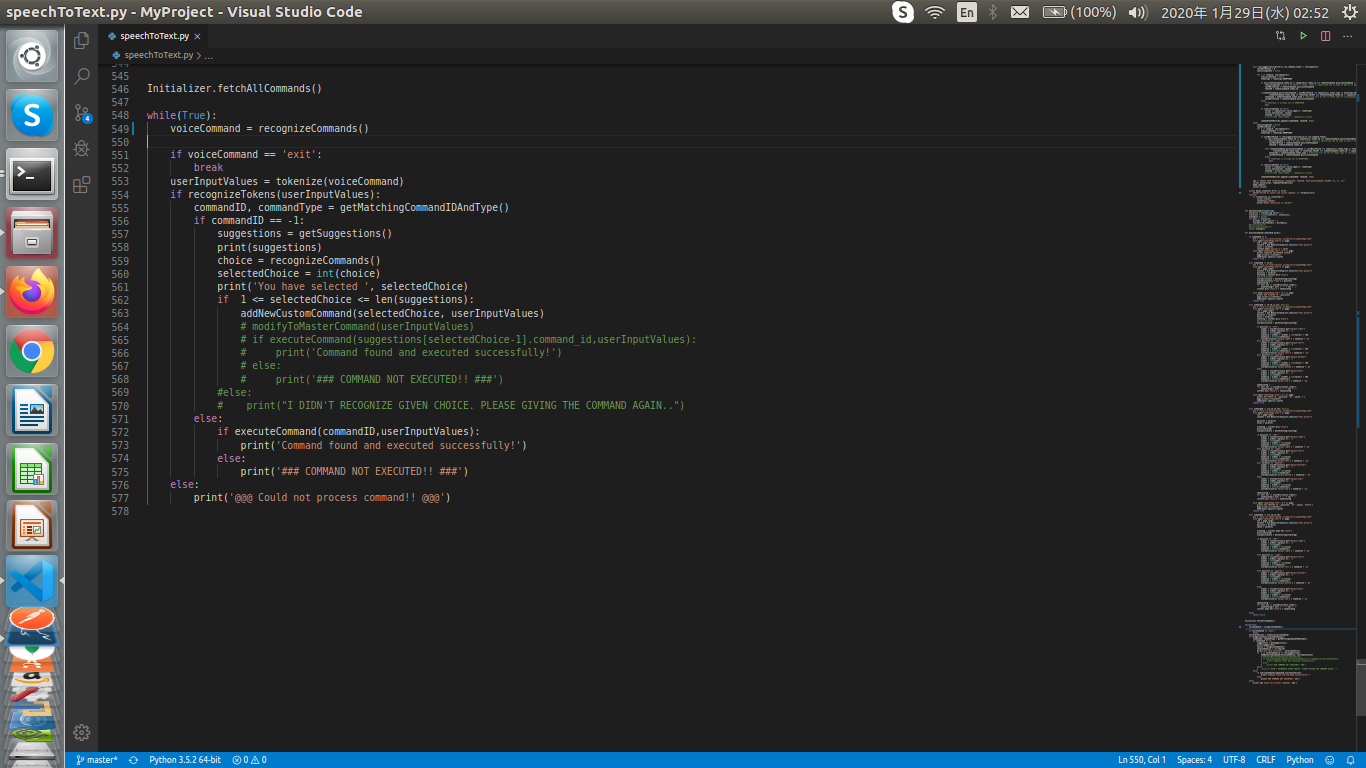 speechToText.py - MyProject - Visual Studio Code
En (100%) 2020年 1月29日(水) 02:52
speechToText.py
speechToText.py > ...
544
545
546 Initializer.fetchAllCommands()
547
548 while(True):
549     voiceCommand = recognizeCommands()
550
551     if voiceCommand == 'exit':
552         break
553     userInputValues = tokenize(voiceCommand)
554     if recognizeTokens(userInputValues):
555         commandID, commandType = getMatchingCommandIDAndType()
556         if commandID == -1:
557             suggestions = getSuggestions()
558             print(suggestions)
559             choice = recognizeCommands()
560             selectedChoice = int(choice)
561             print('You have selected ', selectedChoice)
562             if  1 <= selectedChoice <= len(suggestions):
563                 addNewCustomCommand(selectedChoice, userInputValues)
564                 # modifyToMasterCommand(userInputValues)
565                 # if executeCommand(suggestions[selectedChoice-1].command_id,userInputValues):
566                 #     print('Command found and executed successfully!')
567                 # else:
568                 #     print('### COMMAND NOT EXECUTED!! ###')
569             #else:
570             #    print("I DIDN'T RECOGNIZE GIVEN CHOICE. PLEASE GIVING THE COMMAND AGAIN..")
571         else:
572             if executeCommand(commandID,userInputValues):
573                 print('Command found and executed successfully!')
574             else:
575                 print('### COMMAND NOT EXECUTED!! ###')
576     else:
577         print('@@@ Could not process command!! @@@')
578
4
master* Python 3.5.2 64-bit 0 0 Ln 550, Col 1 Spaces: 4 UTF-8 CRLF Python